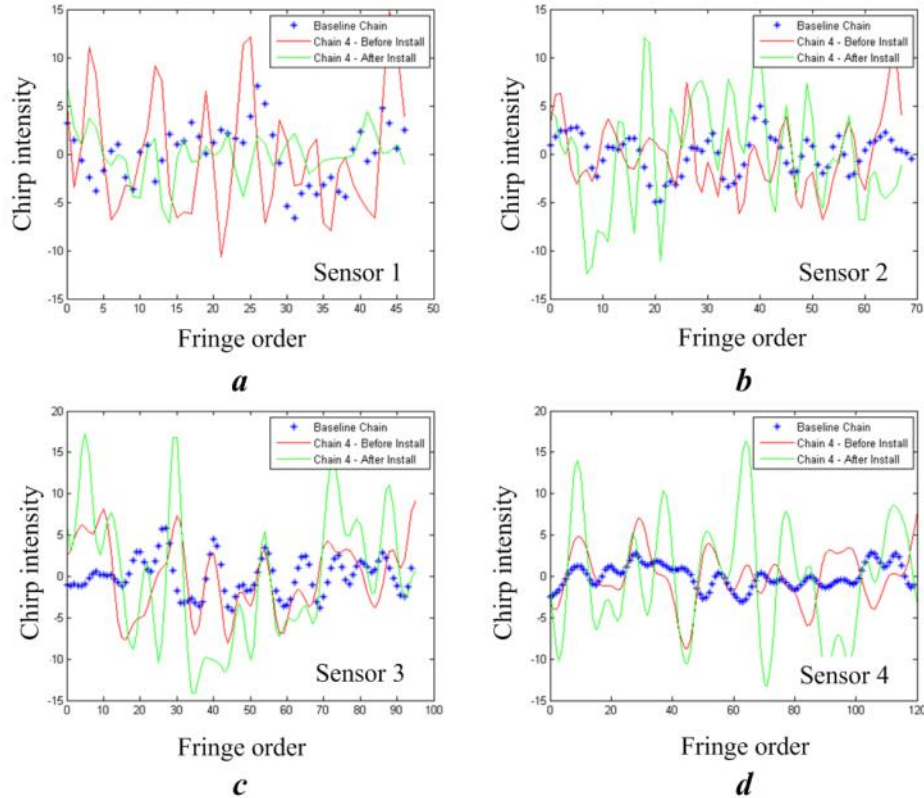 15
10
5
0
-5
-10
-15
Chirp intensity
Baseline Chain
Chain 4 - Before Install
Chain 4 - After Install
Sensor 1
0 5 10 15 20 25 30 35 40 45 50
Fringe order
a
15
10
5
0
-5
-10
-15
Chirp intensity
Baseline Chain
Chain 4 - Before Install
Chain 4 - After Install
Sensor 2
0 10 20 30 40 50 60 70
Fringe order
b
20
15
10
5
0
-5
-10
-15
Chirp intensity
Baseline Chain
Chain 4 - Before Install
Chain 4 - After Install
Sensor 3
0 10 20 30 40 50 60 70 80 90 100
Fringe order
c
20
15
10
5
0
-5
-10
-15
Chirp intensity
Baseline Chain
Chain 4 - Before Install
Chain 4 - After Install
Sensor 4
0 20 40 60 80 100 120
Fringe order
d